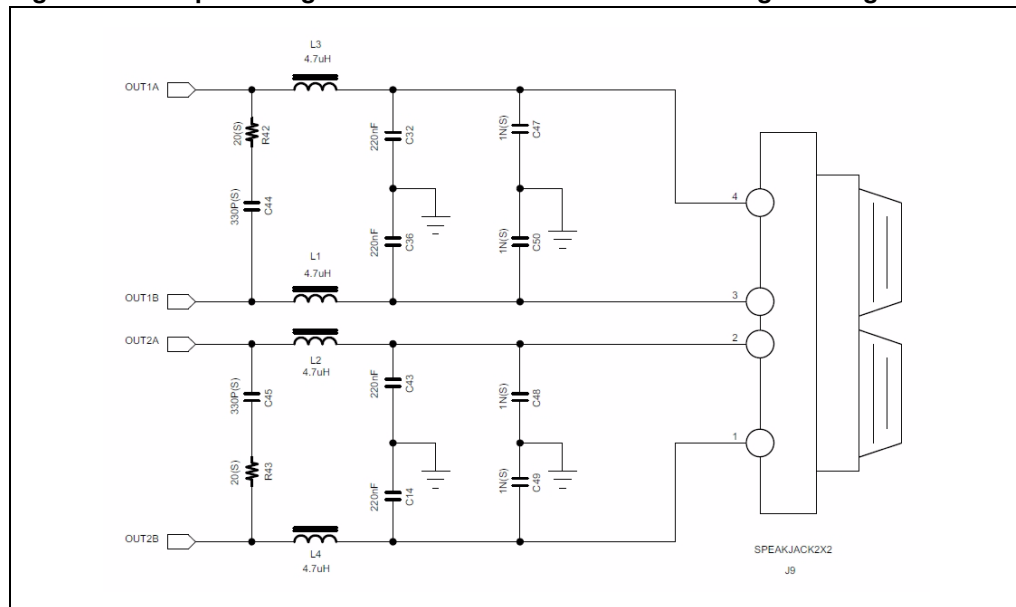 L3
4.7uH
OUT1A
20(S)
R42
220nF
C32
1N(S)
C47
330P(S)
C44
4
220nF
C36
1N(S)
C50
L1
4.7uH
OUT1B
3
OUT2A
2
L2
4.7uH
330P(S)
C45
220nF
C43
1N(S)
C48
1
20(S)
R43
220nF
C14
1N(S)
C49
OUT2B
L4
4.7uH
SPEAKJACK2X2
J9